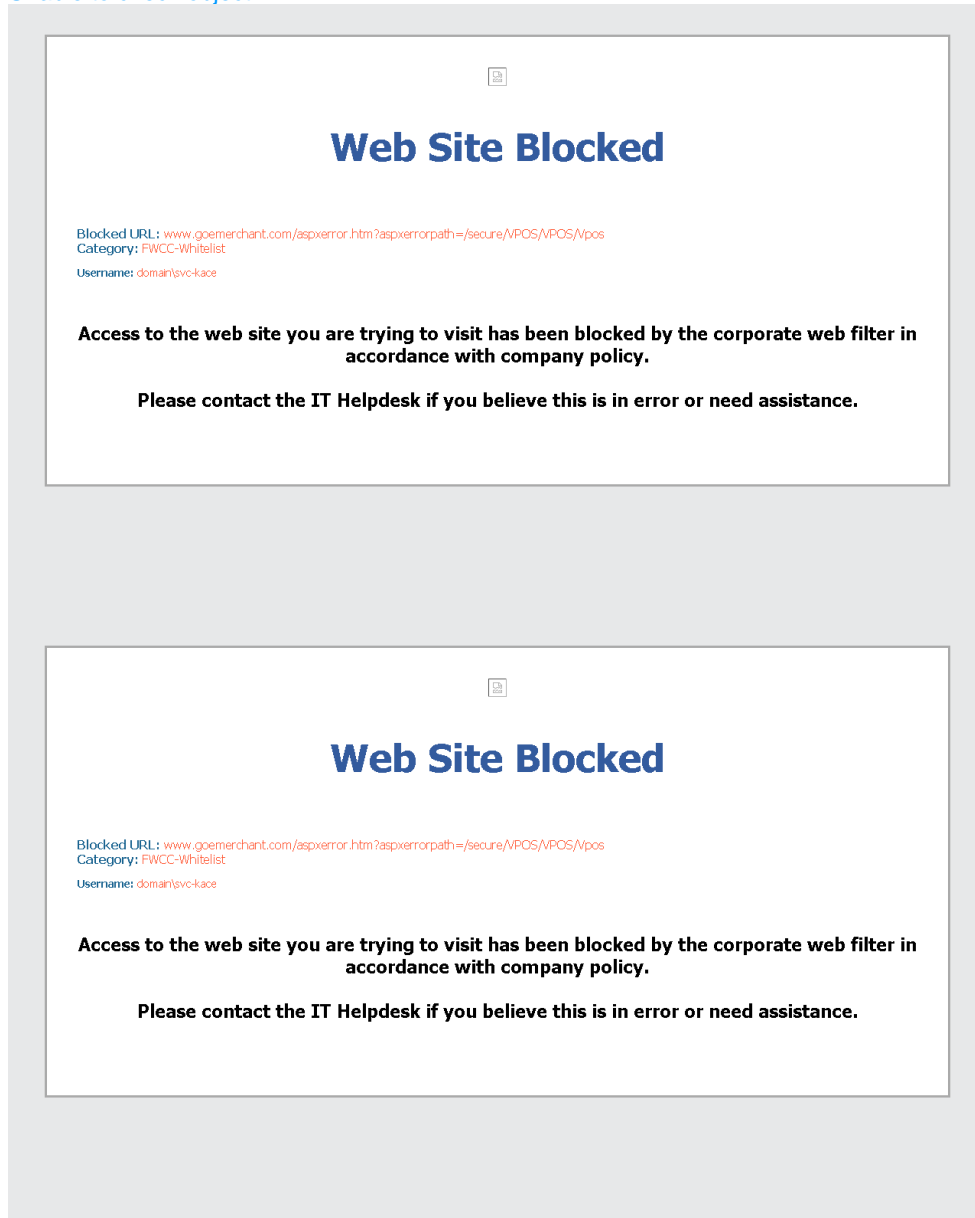 Web Site Blocked
Blocked URL: www.goemerchant.com/aspxerror.htm?aspxerrorpath=/secure/VPOS/VPOS/Vpos
Category: FWCC-Whitelist
Username: domain\svc-kace
Access to the web site you are trying to visit has been blocked by the corporate web filter in
accordance with company policy.
Please contact the IT Helpdesk if you believe this is in error or need assistance.
Web Site Blocked
Blocked URL: www.goemerchant.com/aspxerror.htm?aspxerrorpath=/secure/VPOS/VPOS/Vpos
Category: FWCC-Whitelist
Username: domain\svc-kace
Access to the web site you are trying to visit has been blocked by the corporate web filter in
accordance with company policy.
Please contact the IT Helpdesk if you believe this is in error or need assistance.